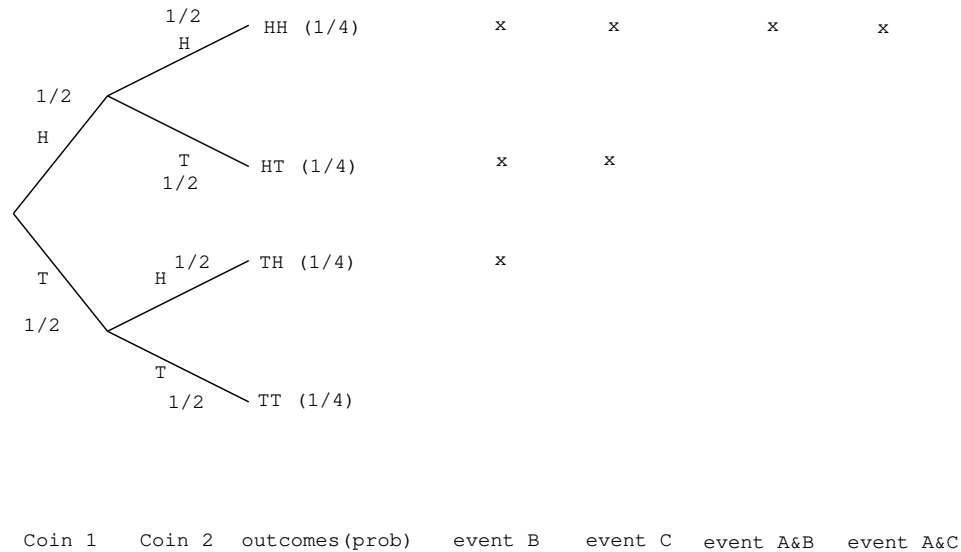 1/2
H
HH (1/4) x x x x
1/2
H
T
1/2
HT (1/4) x x
1/2
H
TH (1/4) x
T
1/2
T
1/2
TT (1/4)
Coin 1 Coin 2 outcomes(prob) event B event C event A&B event A&C